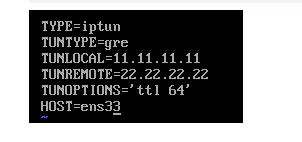 TYPE=iptun
TUNTYPE=gre
TUNLOCAL=11.11.11.11
TUNREMOTE=22.22.22.22
TUNOPTIONS='ttl 64'
HOST=ens33
~